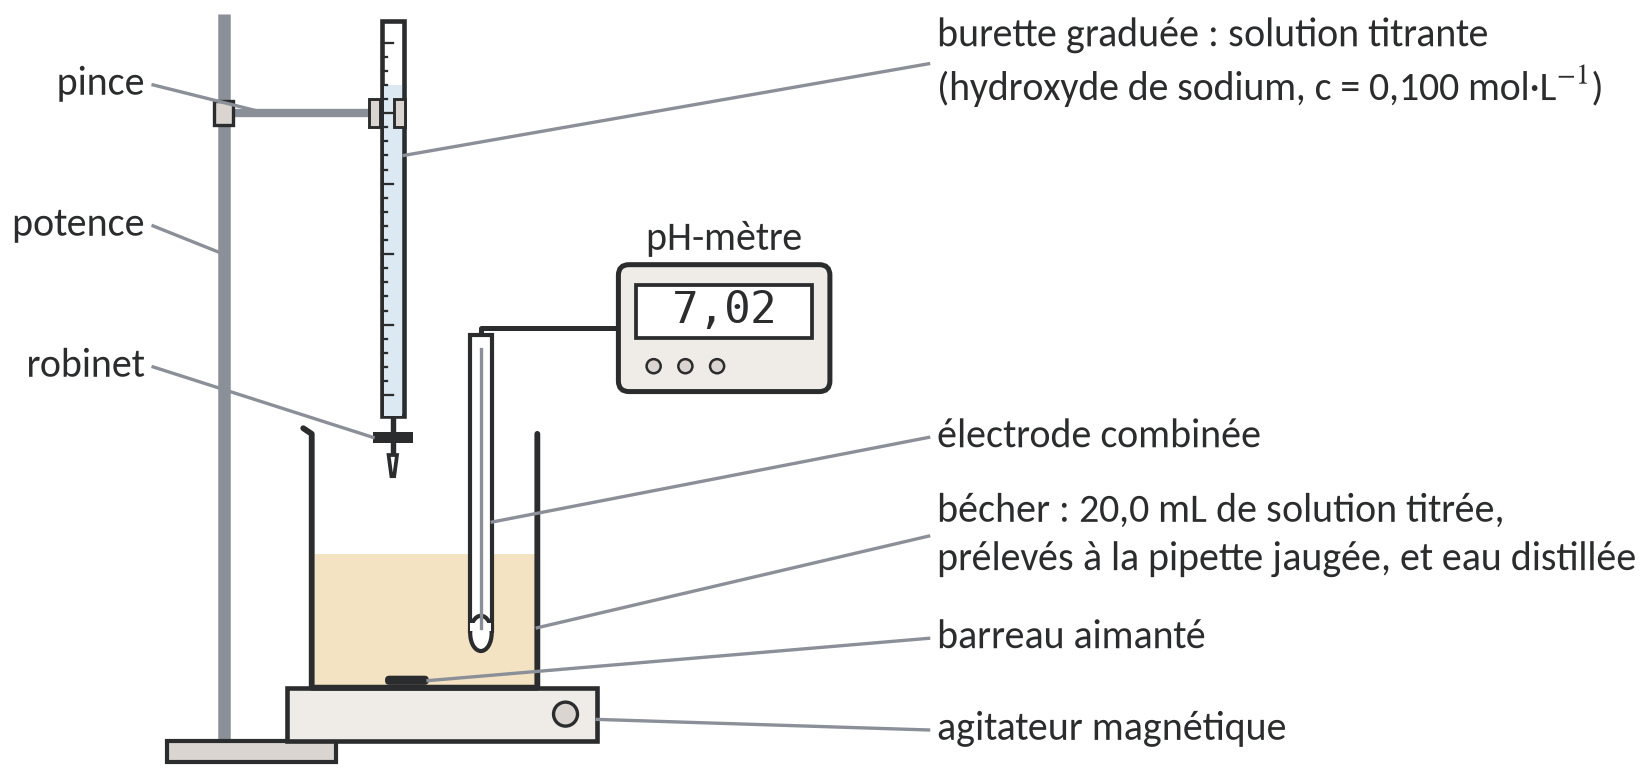 pince
potence
robinet
burette graduée : solution titrante
(hydroxyde de sodium, c = 0,100 mol·L⁻¹)
pH-mètre
7,02
électrode combinée
bécher : 20,0 mL de solution titrée,
prélevés à la pipette jaugée, et eau distillée
barreau aimanté
agitateur magnétique